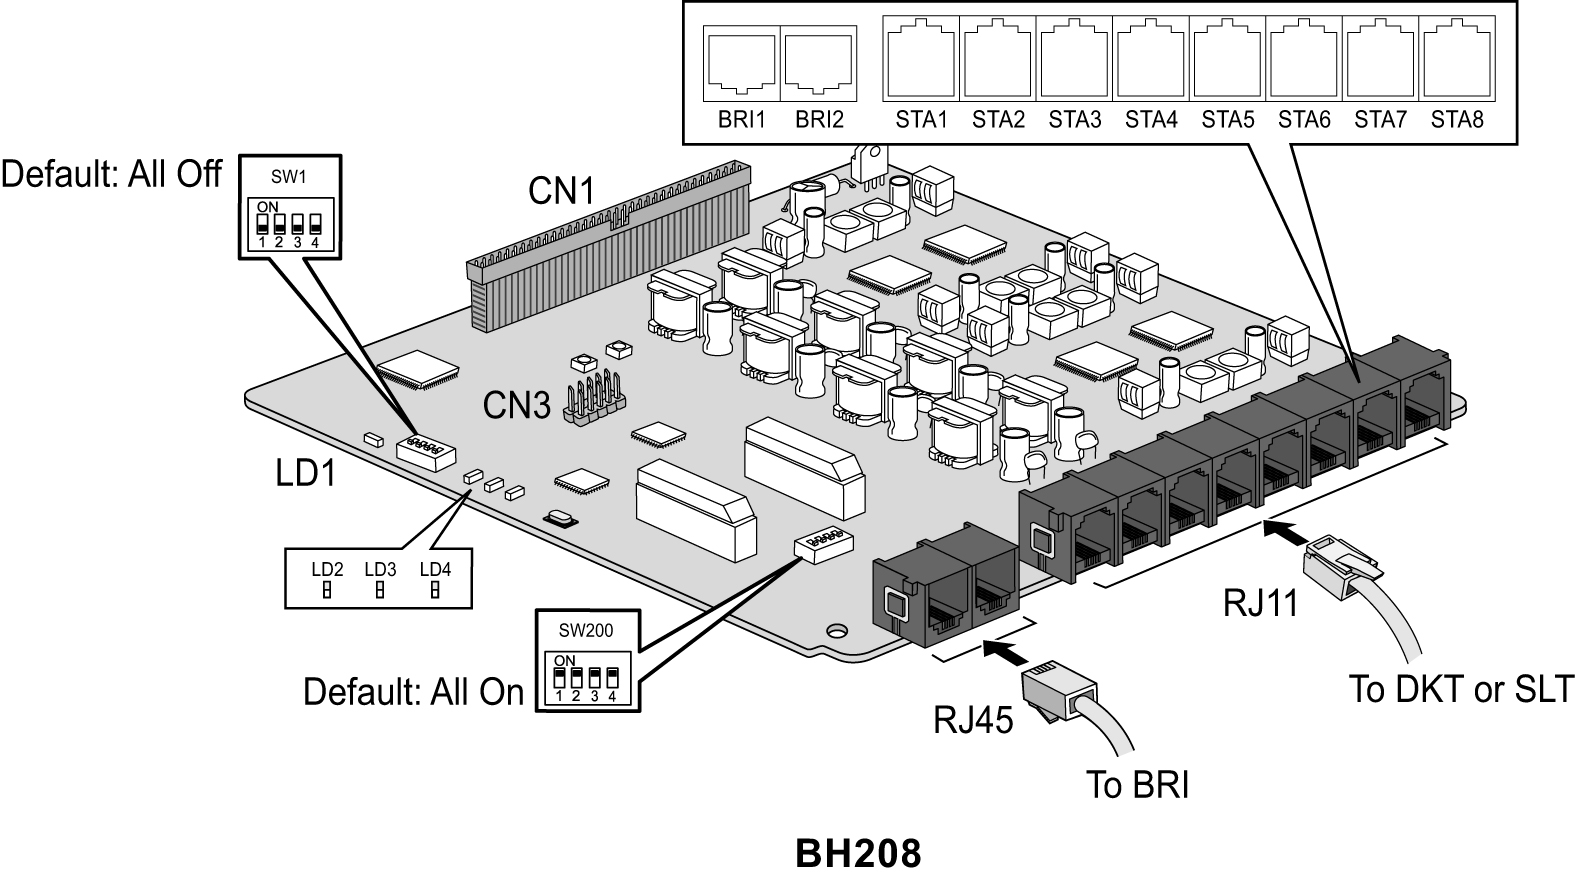 BRI1 BRI2 STA1 STA2 STA3 STA4 STA5 STA6 STA7 STA8
Default: All Off
SW1
ON
1 2 3 4
CN1
CN3
LD1
LD2 LD3 LD4
SW200
ON
1 2 3 4
Default: All On
RJ11
To DKT or SLT
RJ45
To BRI
BH208